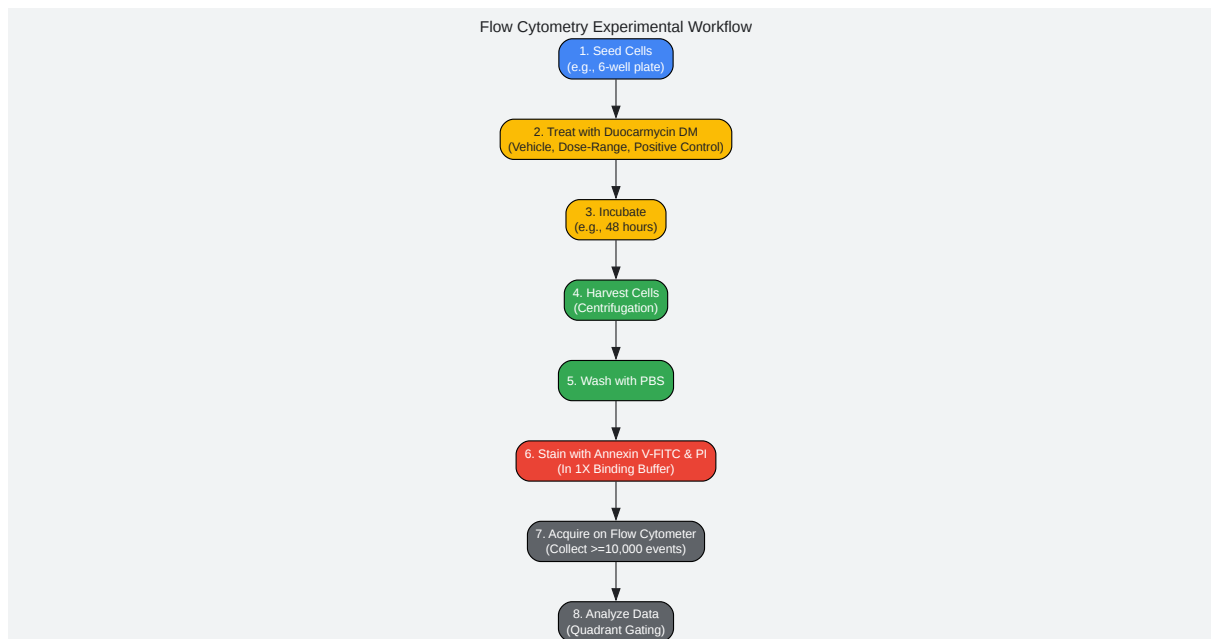 Flow Cytometry Experimental Workflow
1. Seed Cells
(e.g., 6-well plate)
2. Treat with Duocarmycin DM
(Vehicle, Dose-Range, Positive Control)
3. Incubate
(e.g., 48 hours)
4. Harvest Cells
(Centrifugation)
5. Wash with PBS
6. Stain with Annexin V-FITC & PI
(In 1X Binding Buffer)
7. Acquire on Flow Cytometer
(Collect >=10,000 events)
8. Analyze Data
(Quadrant Gating)